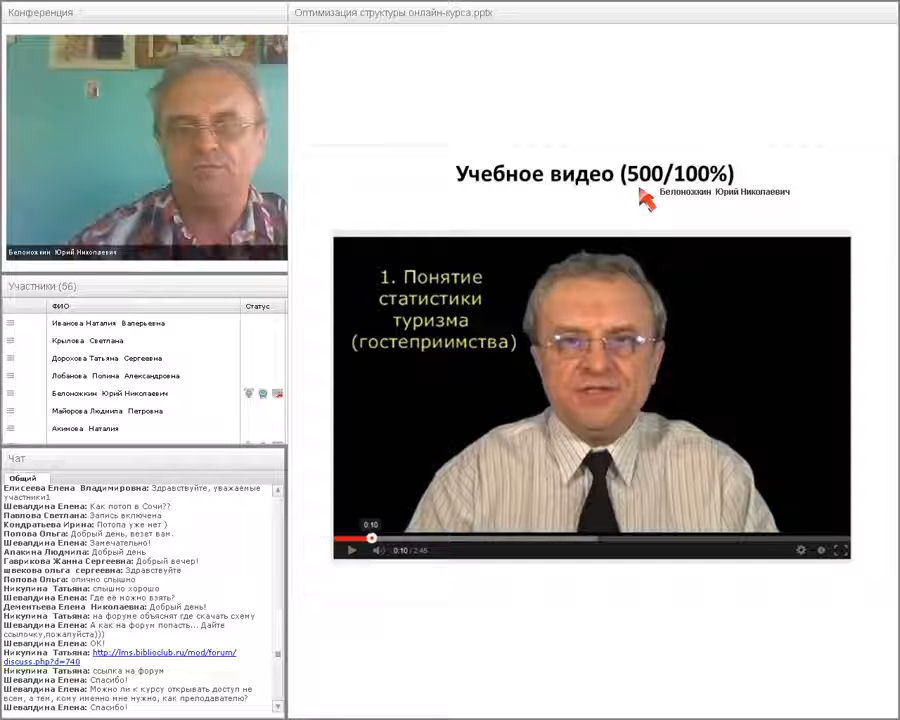 Конференция
Оптимизация структуры онлайн-курса.pptx
Белоножкин Юрий Николаевич
Учебное видео (500/100%)
Белоножкин Юрий Николаевич
1. Понятие
статистики
туризма
(гостеприимства)
0:10
0:10 / 2:45
Участники (56)
ФИО
Статус
Иванова Наталия Валерьевна
Крылова Светлана
Дорохова Татьяна Сергеевна
Лобанова Полина Александровна
Белоножкин Юрий Николаевич
Майорова Людмила Петровна
Акимова Наталия
Чат
Общий
Елисеева Елена Владимировна: Здравствуйте, уважаемые
участники1
Шевалдина Елена: Как потоп в Сочи??
Павлова Светлана: Запись включена
Кондратьева Ирина: Потопа уже нет )
Попова Ольга: Добрый день, везет вам.
Шевалдина Елена: Замечательно!
Апакина Людмила: Добрый день
Гаврикова Жанна Сергеевна: Добрый вечер!
швекова ольга сергеевна: Здравствуйте
Попова Ольга: олично слышно
Никулина Татьяна: слышно хорошо
Шевалдина Елена: Где её можно взять?
Дементьева Елена Николаевна: Добрый день!
Никулина Татьяна: на форуме объяснят где скачать схему
Шевалдина Елена: А как на форум попасть... Дайте
ссылочку,пожалуйста)))
Шевалдина Елена: ОК!
Никулина Татьяна: http://lms.biblioclub.ru/mod/forum/
discuss.php?d=740
Никулина Татьяна: ссылка на форум
Шевалдина Елена: Спасибо!
Шевалдина Елена: Можно ли к курсу открывать доступ не
всем, а тем, кому именно мне нужно, как преподавателю?
Шевалдина Елена: Спасибо!